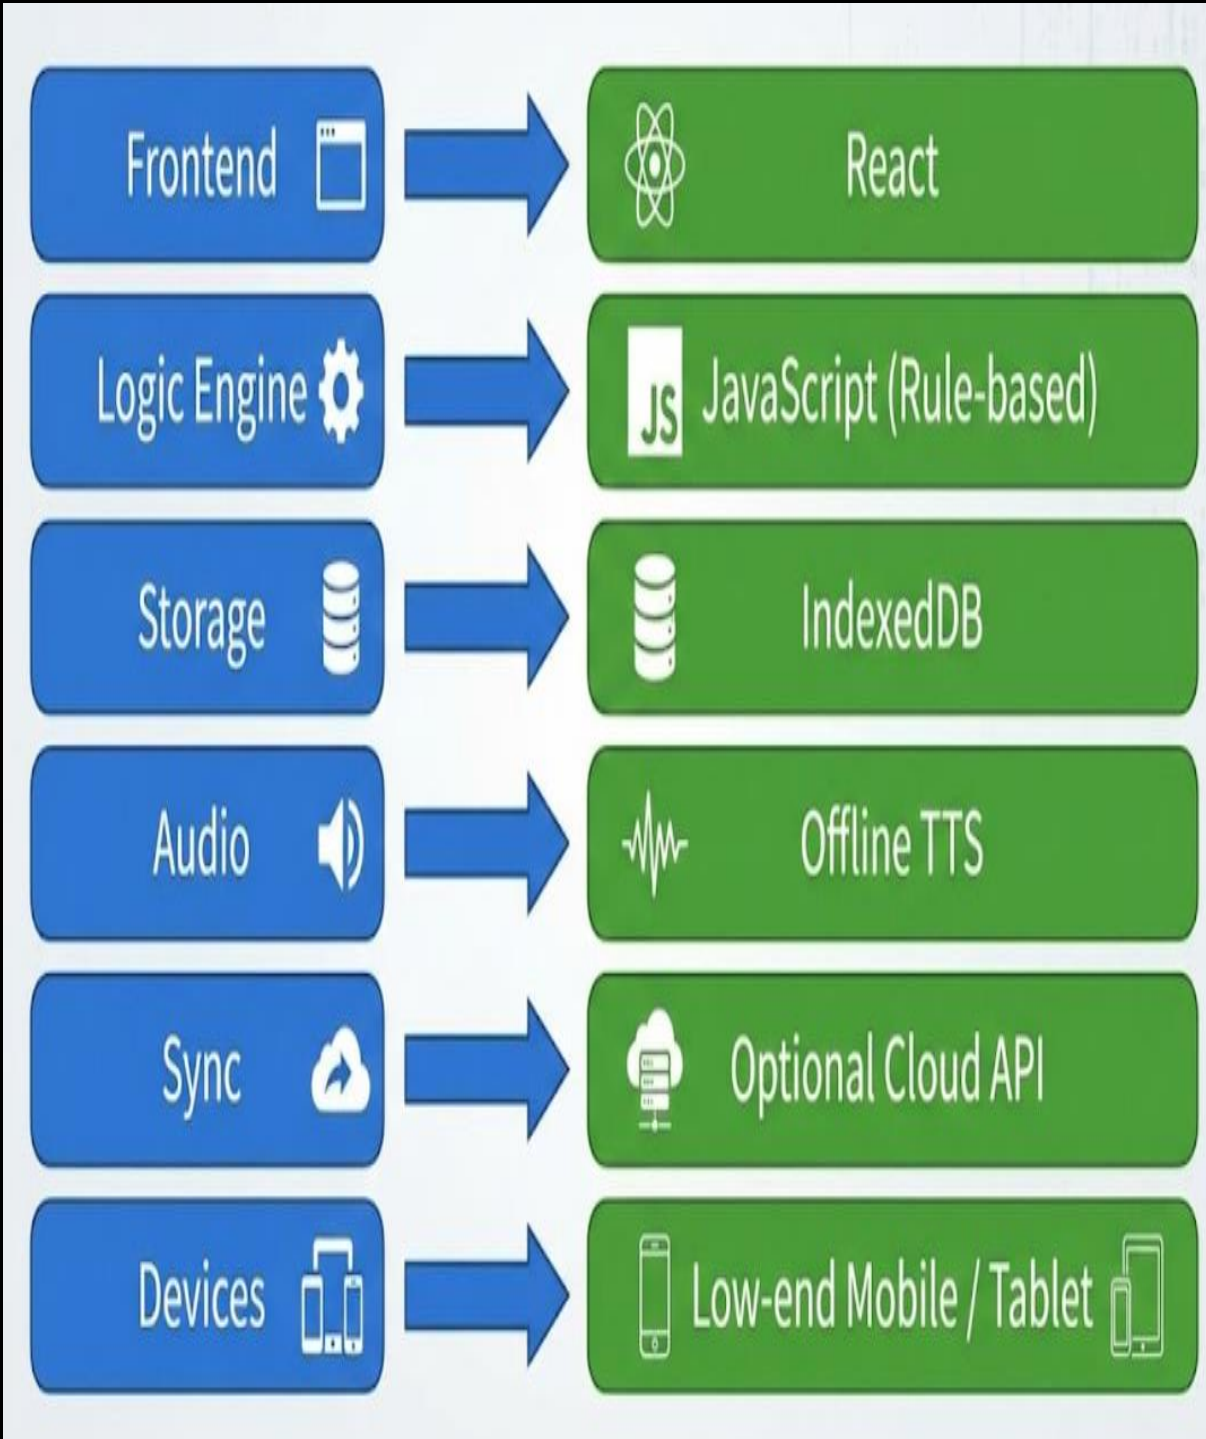 Frontend
React
Logic Engine
JS
JavaScript (Rule-based)
Storage
IndexedDB
Audio
Offline TTS
Sync
Optional Cloud API
Devices
Low-end Mobile / Tablet